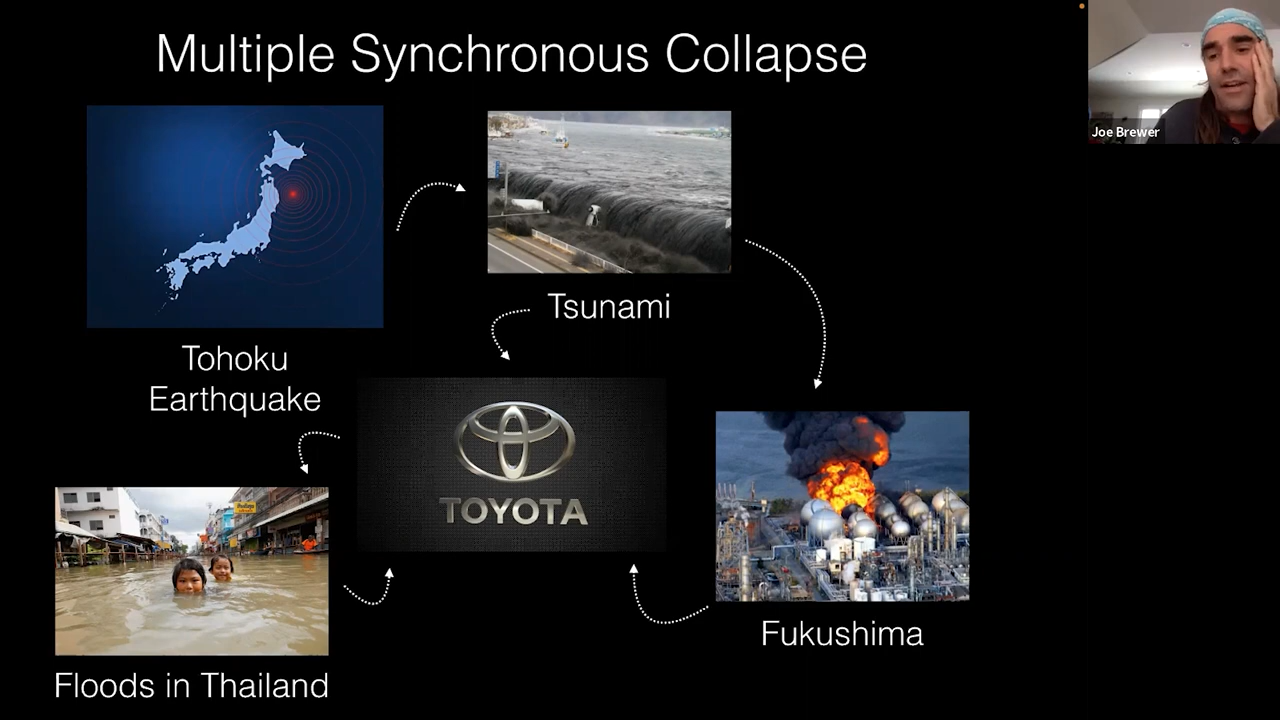 Multiple Synchronous Collapse
Joe Brewer
Tsunami
Tohoku
Earthquake
TOYOTA
Fukushima
Floods in Thailand